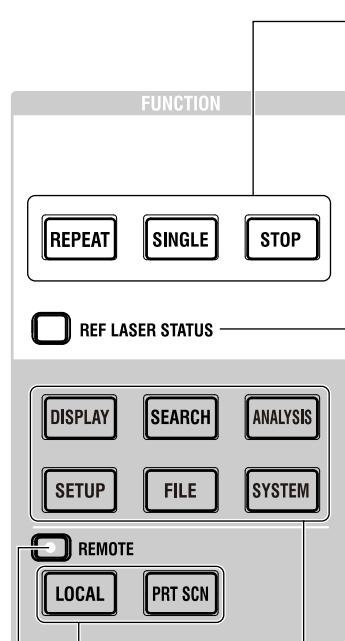 FUNCTION
REPEAT SINGLE STOP
REF LASER STATUS
DISPLAY SEARCH ANALYSIS
SETUP FILE SYSTEM
REMOTE
LOCAL PRT SCN